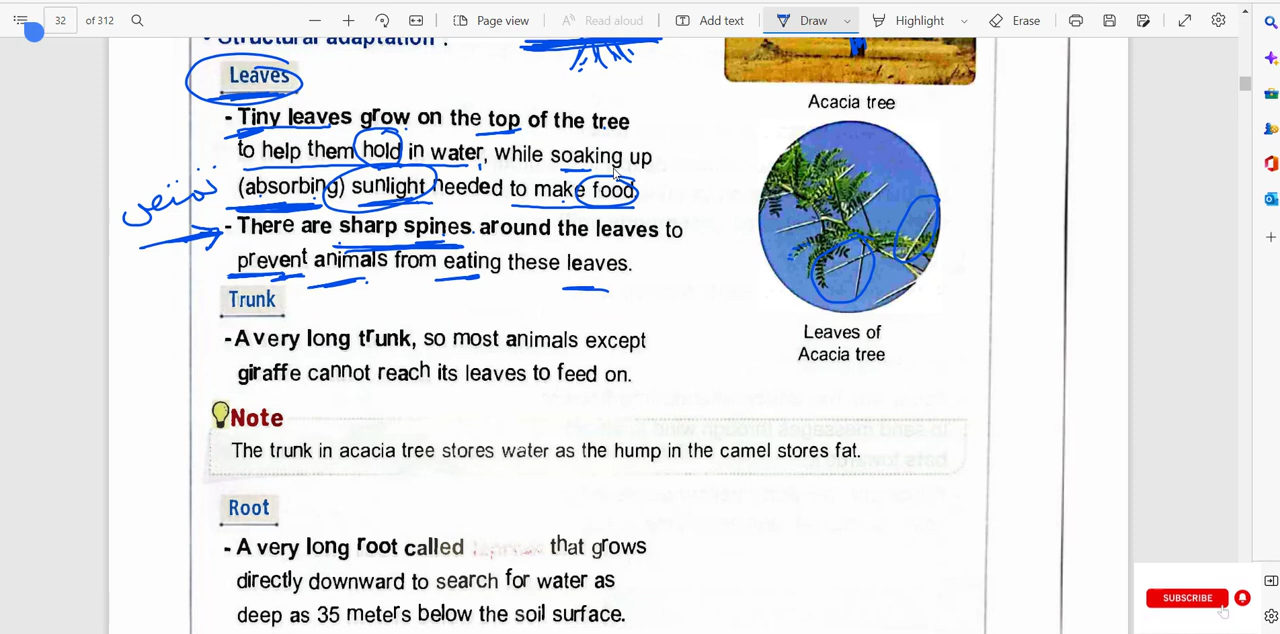 32
of 312
Page view
Read aloud
Add text
Draw
Highlight
Erase
Structural adaptation :
Leaves
- Tiny leaves grow on the top of the tree
to help them hold in water, while soaking up
(absorbing) sunlight needed to make food
- There are sharp spines around the leaves to
prevent animals from eating these leaves.
Acacia tree
Leaves of
Acacia tree
Trunk
- A very long trunk, so most animals except
giraffe cannot reach its leaves to feed on.
Note
The trunk in acacia tree stores water as the hump in the camel stores fat.
Root
- A very long root called that grows
directly downward to search for water as
deep as 35 meters below the soil surface.
SUBSCRIBE